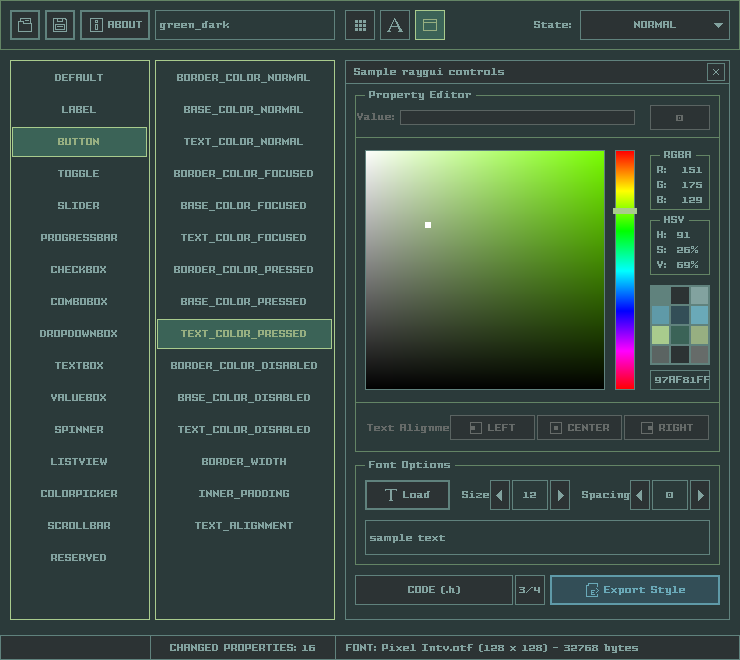 ABOUT green_dark State: NORMAL
DEFAULT
LABEL
BUTTON
TOGGLE
SLIDER
PROGRESSBAR
CHECKBOX
COMBOBOX
DROPDOWNBOX
TEXTBOX
VALUEBOX
SPINNER
LISTVIEW
COLORPICKER
SCROLLBAR
RESERVED
BORDER_COLOR_NORMAL
BASE_COLOR_NORMAL
TEXT_COLOR_NORMAL
BORDER_COLOR_FOCUSED
BASE_COLOR_FOCUSED
TEXT_COLOR_FOCUSED
BORDER_COLOR_PRESSED
BASE_COLOR_PRESSED
TEXT_COLOR_PRESSED
BORDER_COLOR_DISABLED
BASE_COLOR_DISABLED
TEXT_COLOR_DISABLED
BORDER_WIDTH
INNER_PADDING
TEXT_ALIGNMENT
Sample raygui controls
Property Editor
Value: 0
RGBA
R: 151
G: 175
B: 129
HSV
H: 91
S: 26%
V: 69%
97AF81FF
Text Alignme LEFT CENTER RIGHT
Font Options
Load Size 12 Spacing 0
sample text
CODE (.h) 3/4 Export Style
CHANGED PROPERTIES: 16 FONT: Pixel Intv.otf (128 x 128) - 32768 bytes